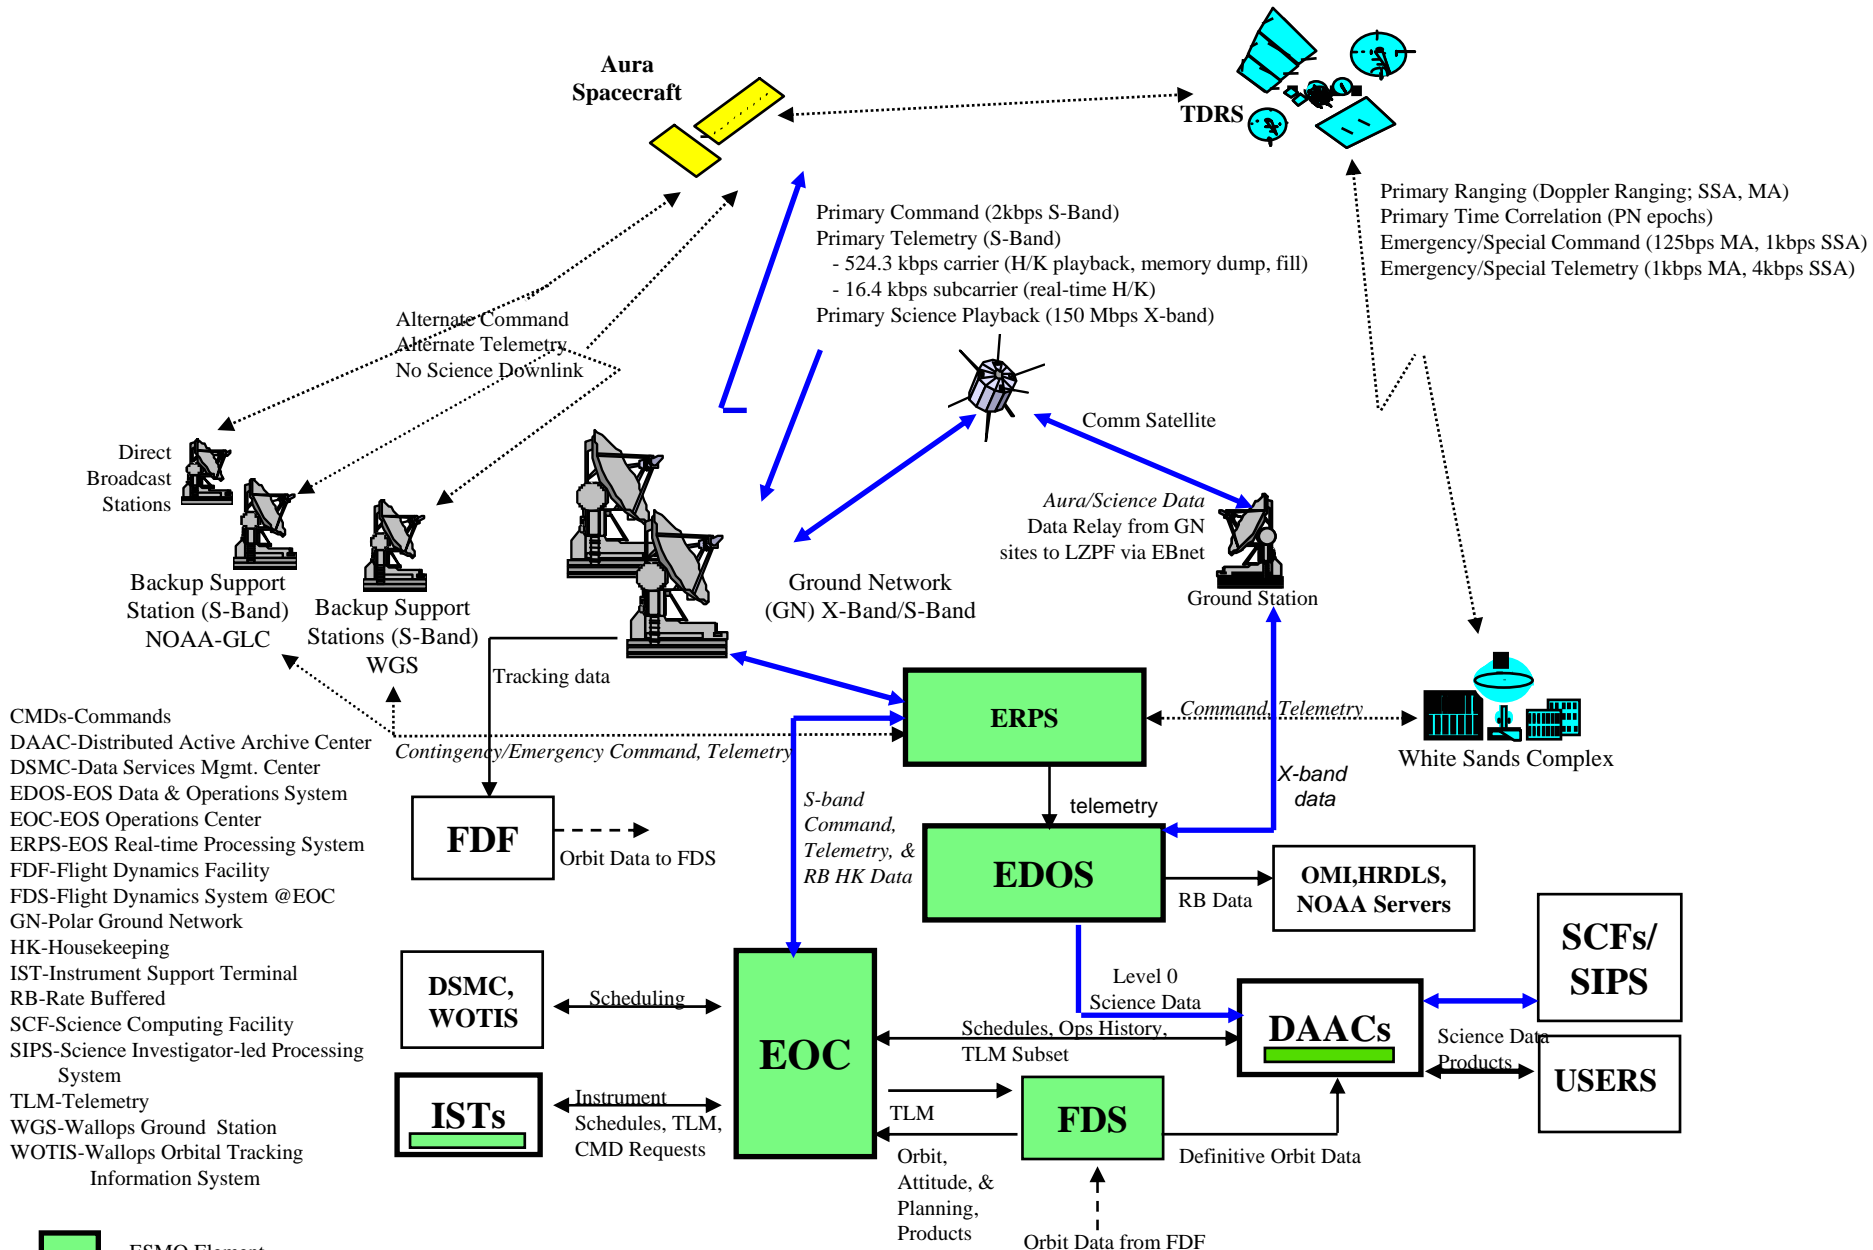 Aura
Spacecraft
TDRS
Primary Ranging (Doppler Ranging; SSA, MA)
Primary Time Correlation (PN epochs)
Emergency/Special Command (125bps MA, 1kbps SSA)
Emergency/Special Telemetry (1kbps MA, 4kbps SSA)
Primary Command (2kbps S-Band)
Primary Telemetry (S-Band)
- 524.3 kbps carrier (H/K playback, memory dump, fill)
- 16.4 kbps subcarrier (real-time H/K)
Primary Science Playback (150 Mbps X-band)
Alternate Command
Alternate Telemetry
No Science Downlink
Comm Satellite
Direct
Broadcast
Stations
Aura/Science Data
Data Relay from GN
sites to LZPF via EBnet
Backup Support
Station (S-Band)
NOAA-GLC
Backup Support
Stations (S-Band)
WGS
Ground Network
(GN) X-Band/S-Band
Ground Station
Tracking data
ERPS
Command, Telemetry
White Sands Complex
Contingency/Emergency Command, Telemetry
CMDs-Commands
DAAC-Distributed Active Archive Center
DSMC-Data Services Mgmt. Center
EDOS-EOS Data & Operations System
EOC-EOS Operations Center
ERPS-EOS Real-time Processing System
FDF-Flight Dynamics Facility
FDS-Flight Dynamics System @EOC
GN-Polar Ground Network
HK-Housekeeping
IST-Instrument Support Terminal
RB-Rate Buffered
SCF-Science Computing Facility
SIPS-Science Investigator-led Processing
System
TLM-Telemetry
WGS-Wallops Ground Station
WOTIS-Wallops Orbital Tracking
Information System
FDF
Orbit Data to FDS
S-band
Command,
Telemetry, &
RB HK Data
telemetry
X-band
data
EDOS
RB Data
OMI,HRDLS,
NOAA Servers
SCFs/
SIPS
DSMC,
WOTIS
Scheduling
EOC
Level 0
Science Data
Schedules, Ops History,
TLM Subset
DAACs
Science Data
Products
USERS
ISTs
Instrument
Schedules, TLM,
CMD Requests
TLM
FDS
Orbit,
Attitude, &
Planning,
Products
Definitive Orbit Data
Orbit Data from FDF
ESMO Element